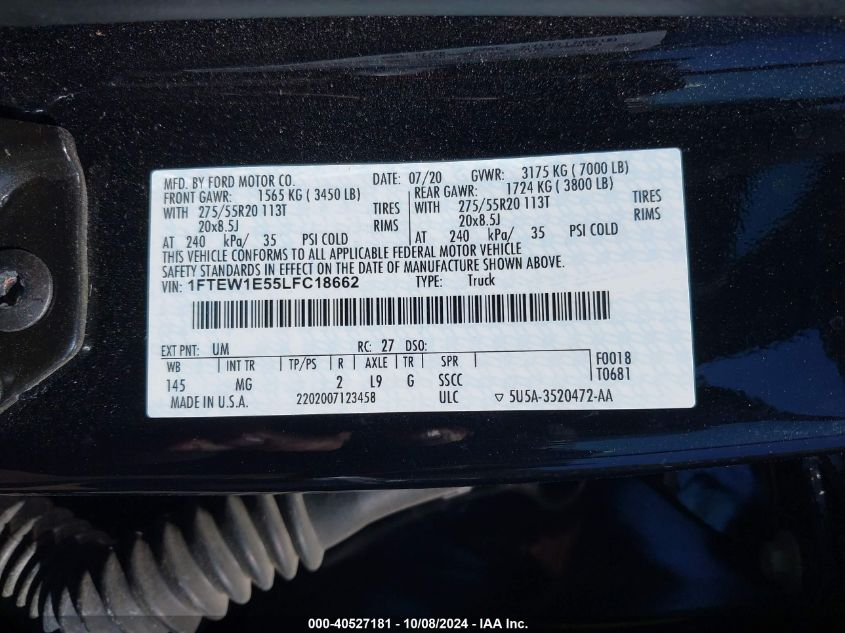 MFD. BY FORD MOTOR CO. DATE: 07/20 GVWR: 3175 KG ( 7000 LB)
FRONT GAWR: 1565 KG ( 3450 LB) REAR GAWR: 1724 KG ( 3800 LB)
WITH 275/55R20 113T TIRES WITH 275/55R20 113T TIRES
20x8.5J RIMS 20x8.5J RIMS
AT 240 kPa/ 35 PSI COLD AT 240 kPa/ 35 PSI COLD
THIS VEHICLE CONFORMS TO ALL APPLICABLE FEDERAL MOTOR VEHICLE
SAFETY STANDARDS IN EFFECT ON THE DATE OF MANUFACTURE SHOWN ABOVE.
VIN: 1FTEW1E55LFC18662 TYPE: Truck
EXT PNT: UM RC: 27 DSO:
WB INT TR TP/PS R AXLE TR SPR F0018
145 MG 2 L9 G SSCC T0681
MADE IN U.S.A. 2202007123458 ULC ▽ 5U5A-3520472-AA
000-40527181 - 10/08/2024 - IAA Inc.